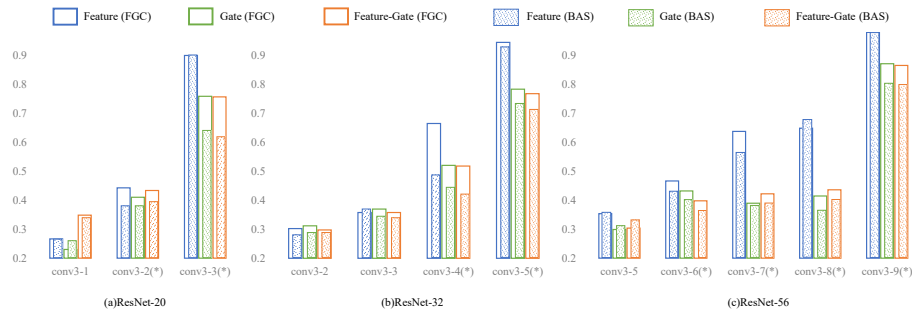 Feature (FGC) Gate (FGC) Feature-Gate (FGC) Feature (BAS) Gate (BAS) Feature-Gate (BAS)
0.9 0.9 0.9
0.8 0.8 0.8
0.7 0.7 0.7
0.6 0.6 0.6
0.5 0.5 0.5
0.4 0.4 0.4
0.3 0.3 0.3
0.2 0.2 0.2
conv3-1 conv3-2(*) conv3-3(*) conv3-2 conv3-3 conv3-4(*) conv3-5(*) conv3-5 conv3-6(*) conv3-7(*) conv3-8(*) conv3-9(*)
(a)ResNet-20 (b)ResNet-32 (c)ResNet-56